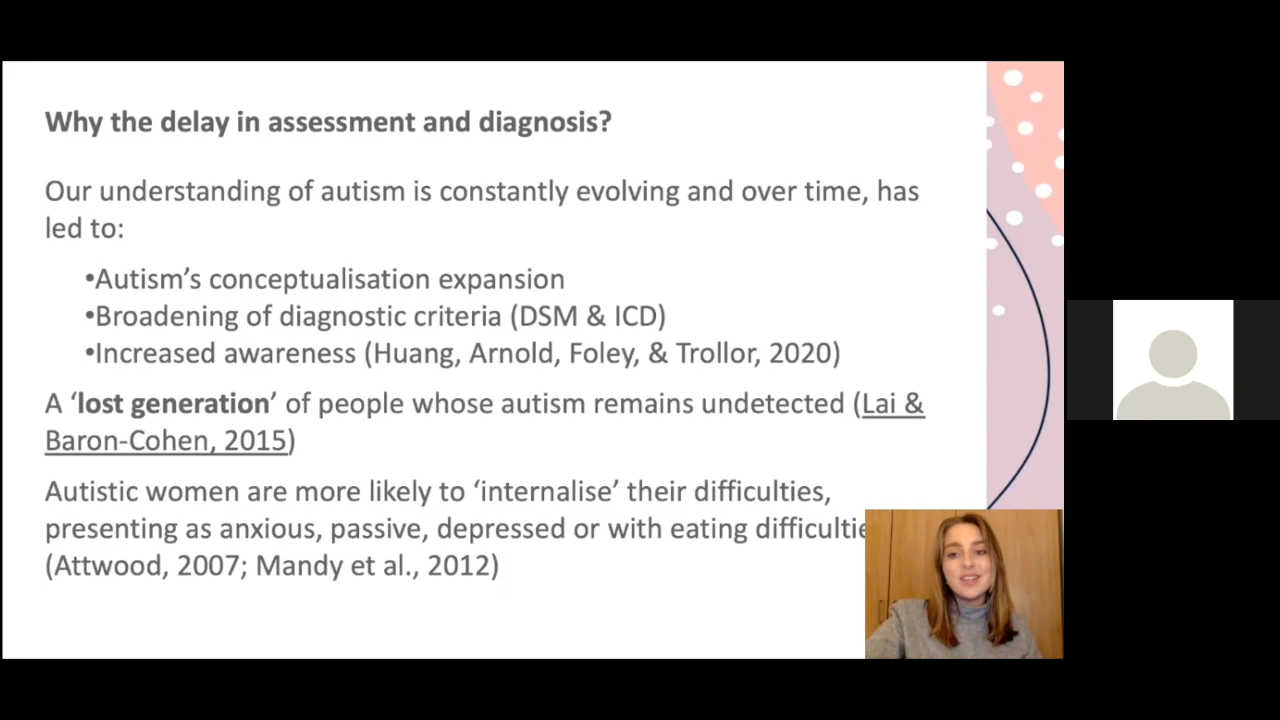 Why the delay in assessment and diagnosis?
Our understanding of autism is constantly evolving and over time, has
led to:
•Autism’s conceptualisation expansion
•Broadening of diagnostic criteria (DSM & ICD)
•Increased awareness (Huang, Arnold, Foley, & Trollor, 2020)
A ‘lost generation’ of people whose autism remains undetected (Lai &
Baron-Cohen, 2015)
Autistic women are more likely to ‘internalise’ their difficulties,
presenting as anxious, passive, depressed or with eating
(Attwood, 2007; Mandy et al., 2012)